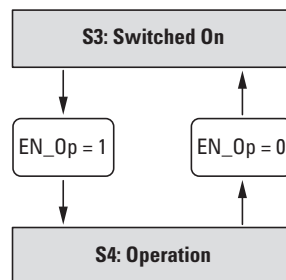 S3: Switched On
EN_Op = 1
EN_Op = 0
S4: Operation